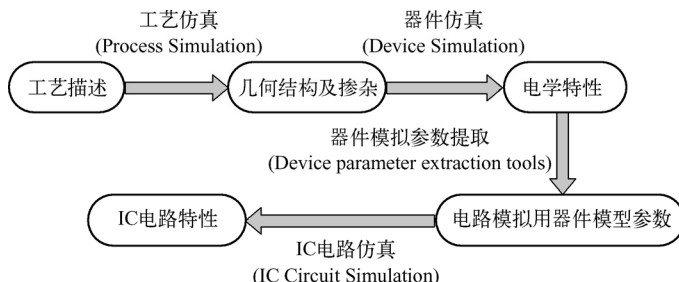 工艺仿真
(Process Simulation)
器件仿真
(Device Simulation)
工艺描述
几何结构及掺杂
电学特性
器件模拟参数提取
(Device parameter extraction tools)
IC电路特性
电路模拟用器件模型参数
IC电路仿真
(IC Circuit Simulation)